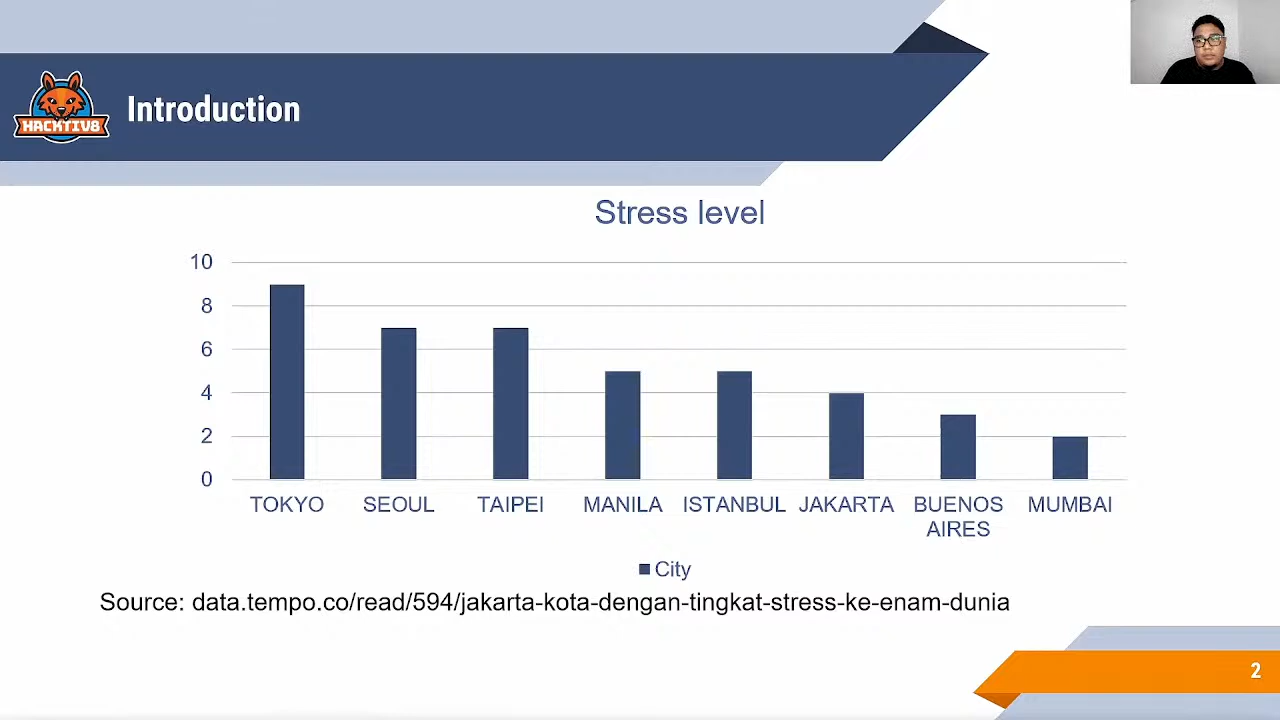 HACKTIV8
Introduction
Stress level
10
8
6
4
2
0
TOKYO SEOUL TAIPEI MANILA ISTANBUL JAKARTA BUENOS AIRES MUMBAI
City
Source: data.tempo.co/read/594/jakarta-kota-dengan-tingkat-stress-ke-enam-dunia
2